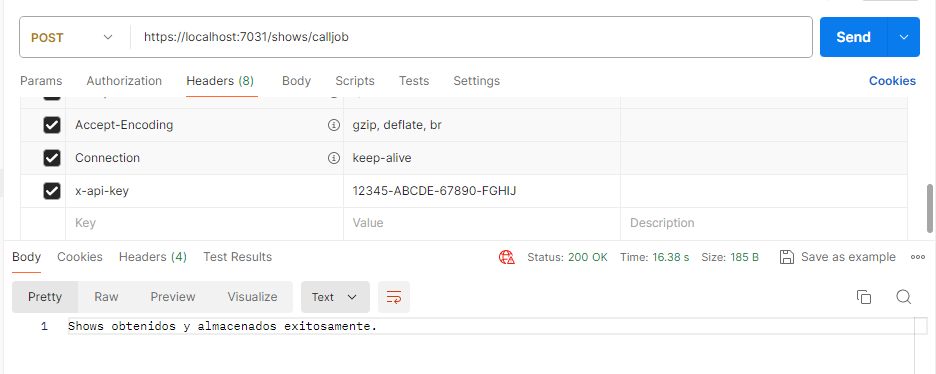 POST https://localhost:7031/shows/calljob Send
Params Authorization Headers (8) Body Scripts Tests Settings Cookies
Accept-Encoding gzip, deflate, br
Connection keep-alive
x-api-key 12345-ABCDE-67890-FGHIJ
Key Value Description
Body Cookies Headers (4) Test Results Status: 200 OK Time: 16.38 s Size: 185 B Save as example
Pretty Raw Preview Visualize Text
1 Shows obtenidos y almacenados exitosamente.